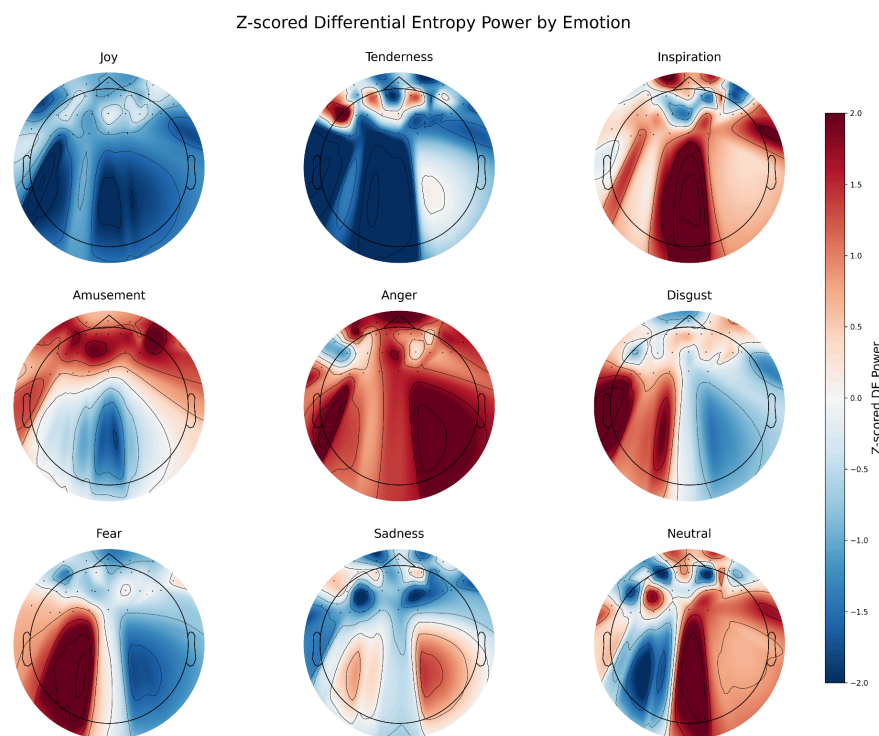 Z-scored Differential Entropy Power by Emotion
Joy
Tenderness
Inspiration
Amusement
Anger
Disgust
Fear
Sadness
Neutral
2.0
1.5
1.0
0.5
0.0
−0.5
−1.0
−1.5
−2.0
Z-scored DE Power